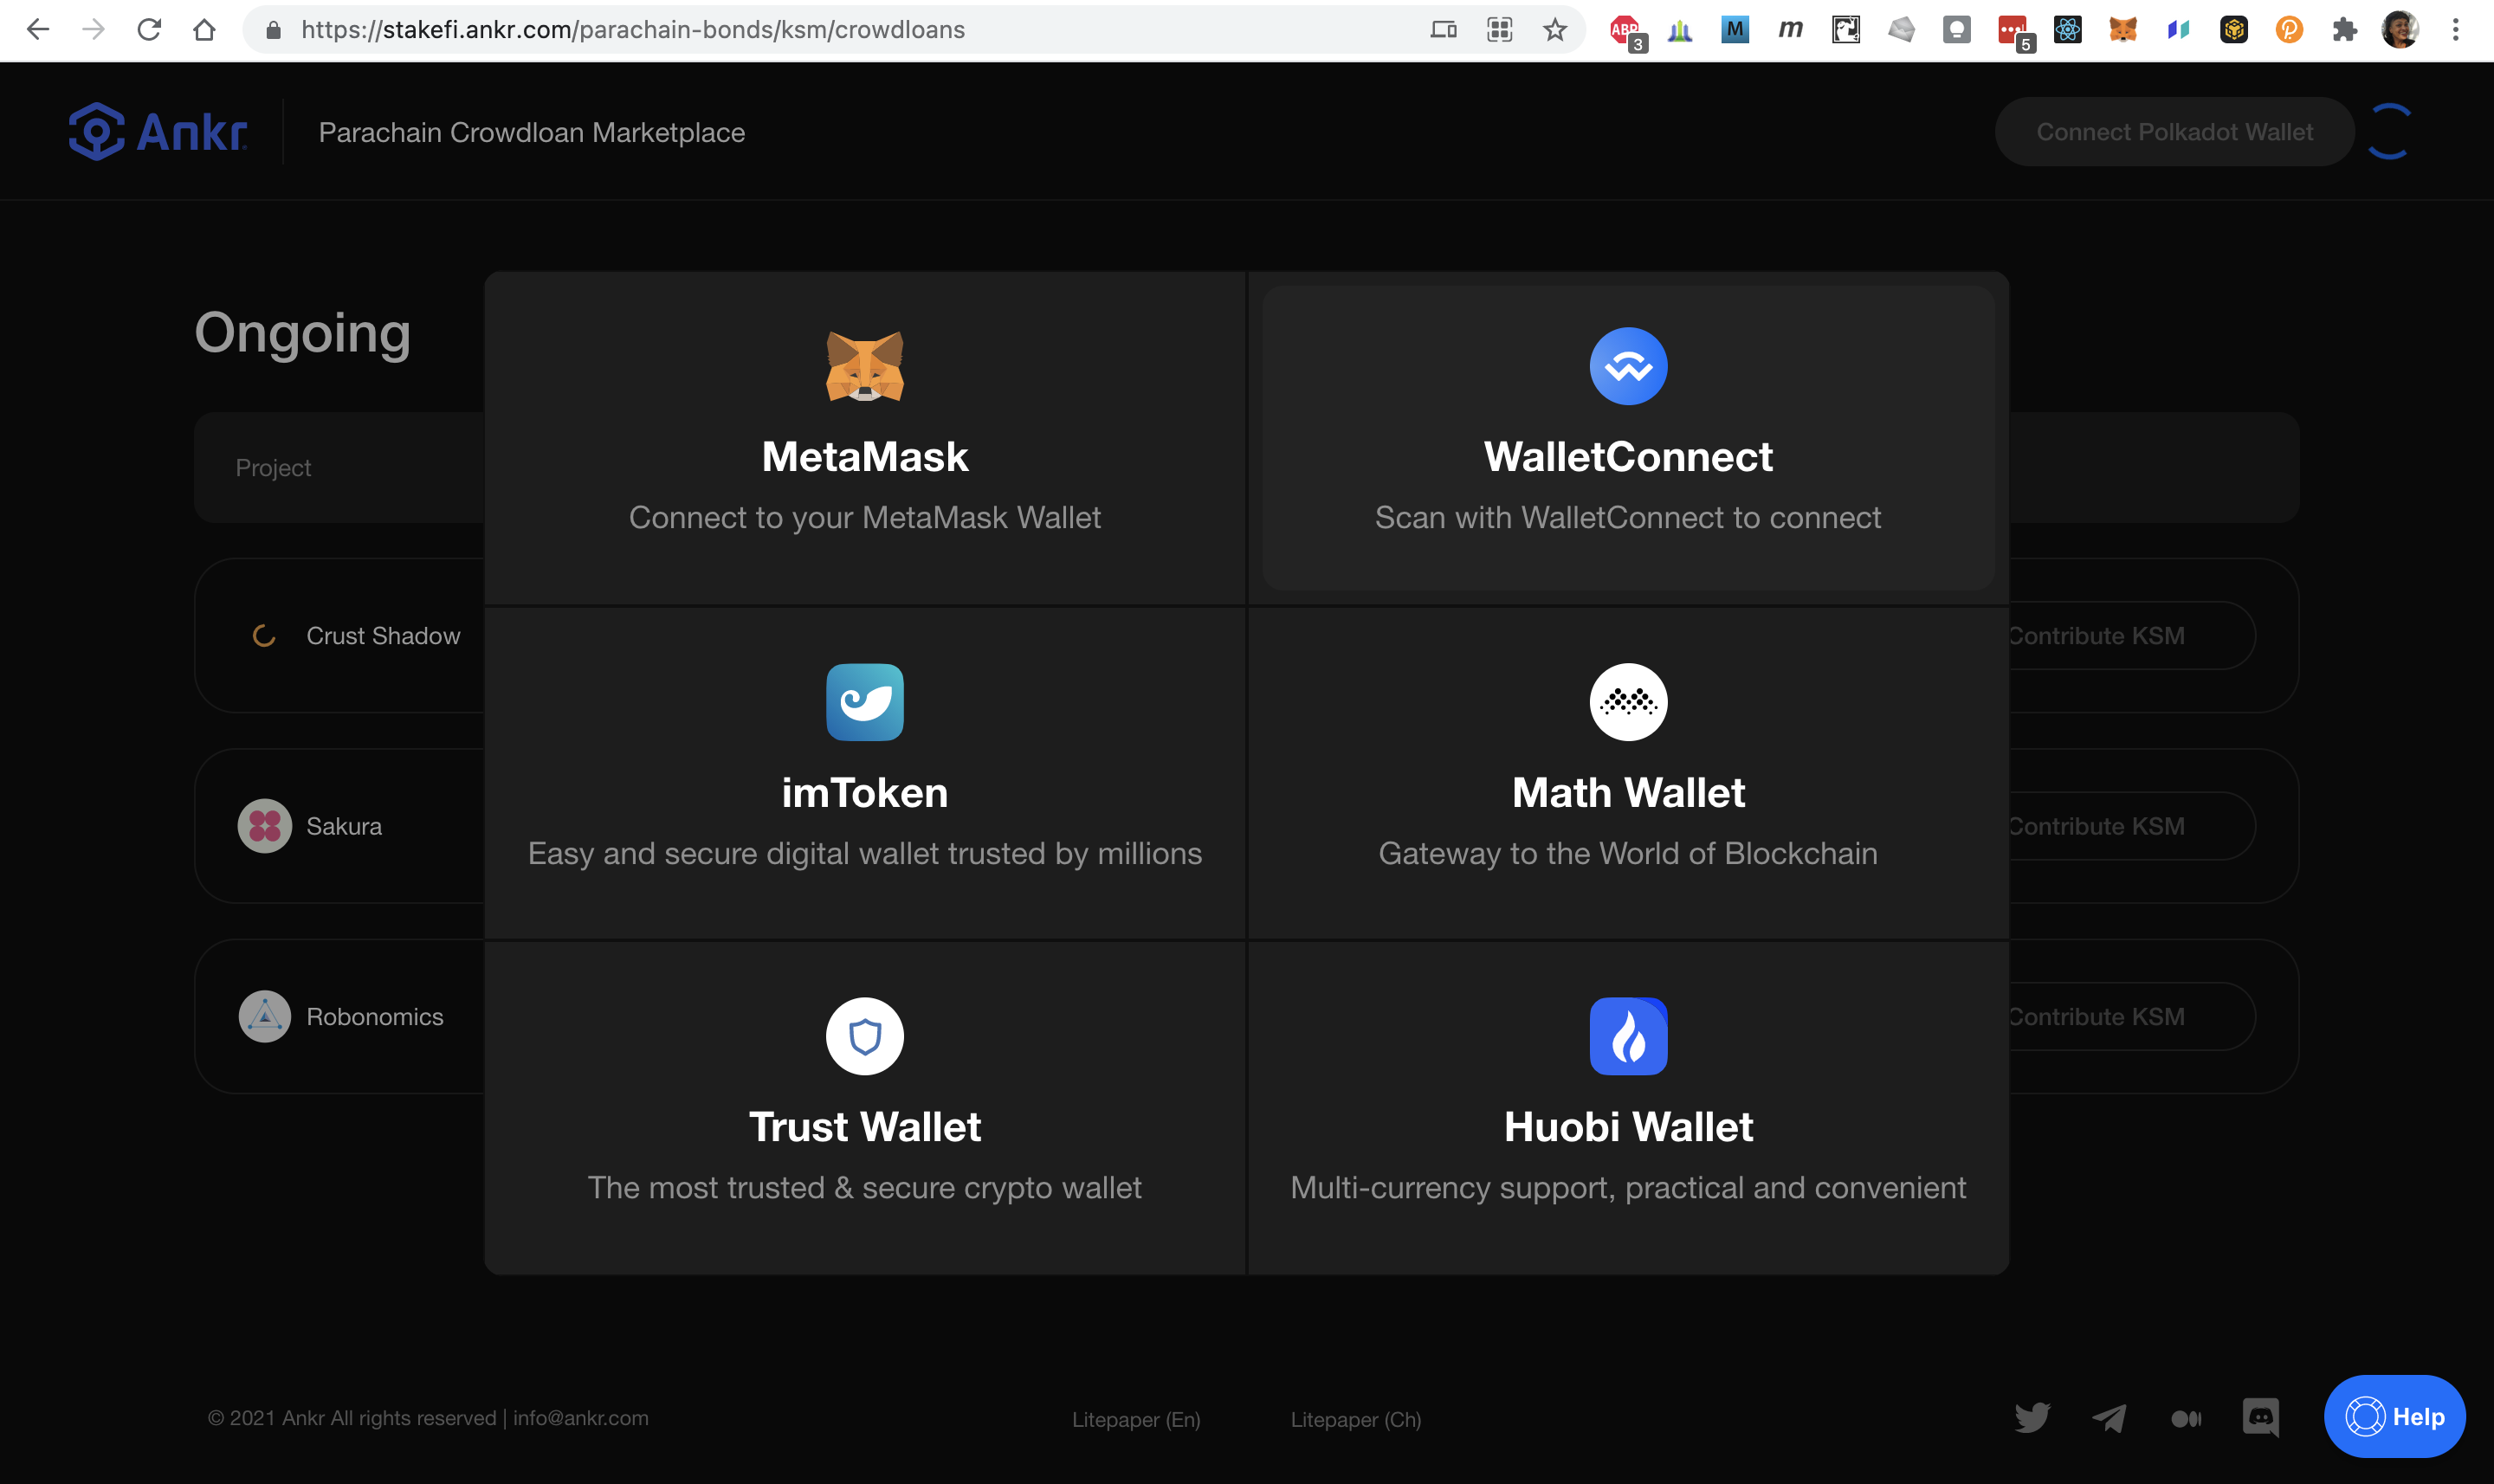 https://stakefi.ankr.com/parachain-bonds/ksm/crowdloans
ABP
3
M
m
5
Ankr
Parachain Crowdloan Marketplace
Connect Polkadot Wallet
Ongoing
Project
MetaMask
Connect to your MetaMask Wallet
WalletConnect
Scan with WalletConnect to connect
Crust Shadow
Contribute KSM
imToken
Easy and secure digital wallet trusted by millions
Math Wallet
Gateway to the World of Blockchain
Sakura
Contribute KSM
Robonomics
Contribute KSM
Trust Wallet
The most trusted & secure crypto wallet
Huobi Wallet
Multi-currency support, practical and convenient
© 2021 Ankr All rights reserved | info@ankr.com
Litepaper (En)
Litepaper (Ch)
Help